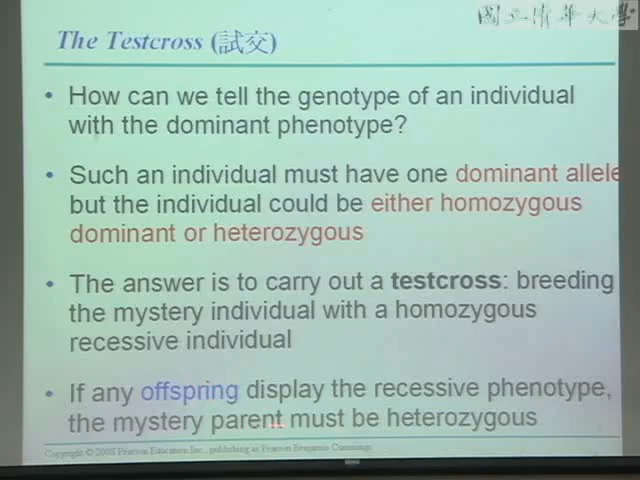 國立清華大學
The Testcross (試交)
• How can we tell the genotype of an individual
with the dominant phenotype?
• Such an individual must have one dominant allele
but the individual could be either homozygous
dominant or heterozygous
• The answer is to carry out a testcross: breeding
the mystery individual with a homozygous
recessive individual
• If any offspring display the recessive phenotype,
the mystery parent must be heterozygous
Copyright © 2008 Pearson Education, Inc., publishing as Pearson Benjamin Cummings